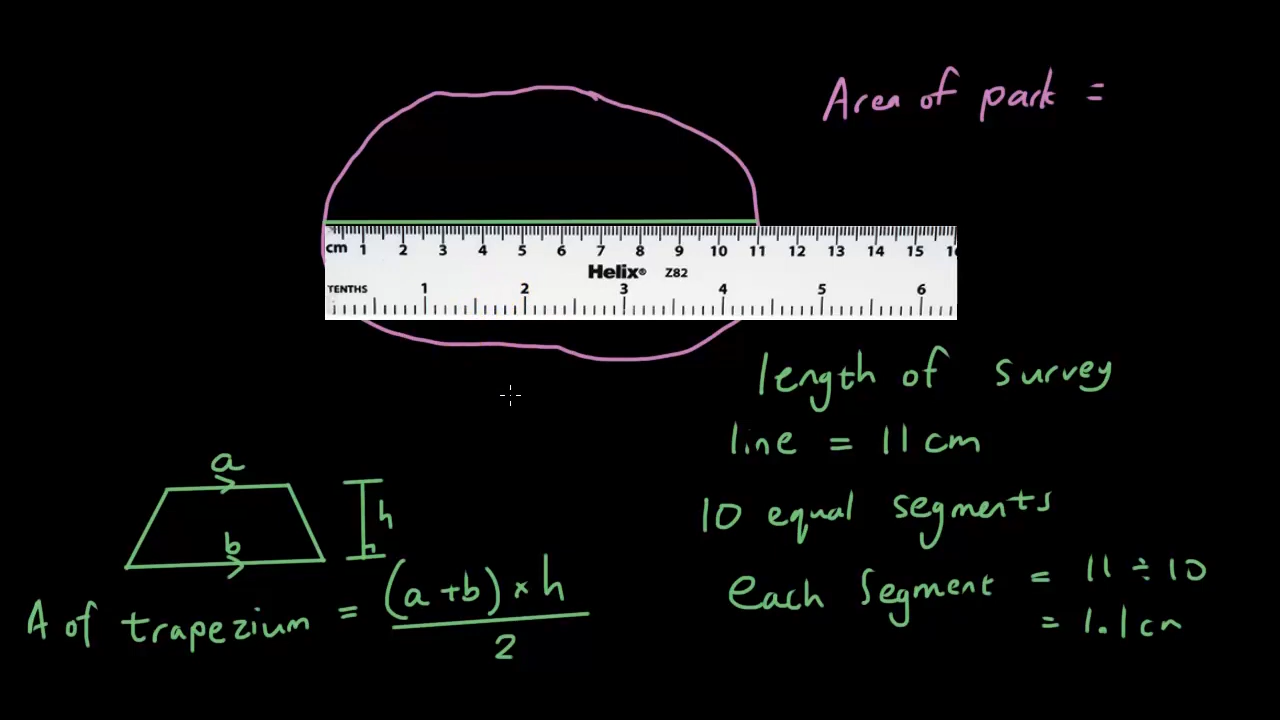 Area of park =
cm 1 2 3 4 5 6 7 8 9 10 11 12 13 14 15
Helix® Z82
TENTHS 1 2 3 4 5 6
length of survey
line = 11 cm
10 equal segments
each segment = 11 ÷ 10
= 1.1 cm
a
h
b
A of trapezium = (a + b) × h
2